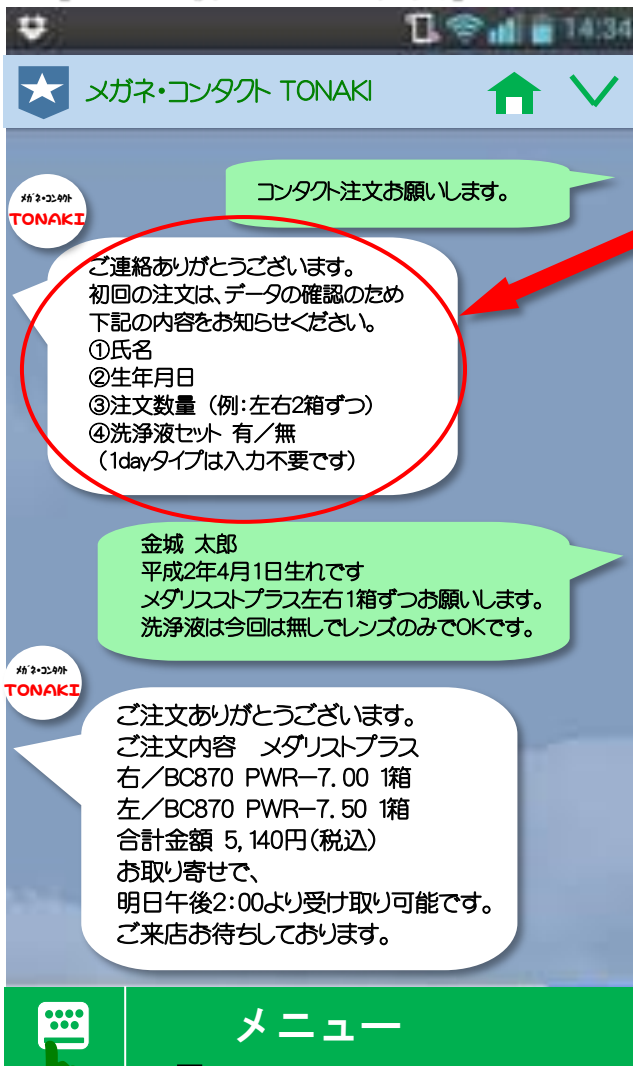 14:34
メガネ・コンタクト TONAKI
コンタクト注文お願いします。
メガネ・コンタクト
TONAKI
ご連絡ありがとうございます。
初回の注文は、データの確認のため
下記の内容をお知らせください。
①氏名
②生年月日
③注文数量 (例:左右2箱ずつ)
④洗浄液セット 有/無
(1dayタイプは入力不要です)
金城 太郎
平成2年4月1日生れです
メダリスストプラス左右1箱ずつお願いします。
洗浄液は今回は無しでレンズのみでOKです。
メガネ・コンタクト
TONAKI
ご注文ありがとうございます。
ご注文内容 メダリストプラス
右/BC870 PWR-7.00 1箱
左/BC870 PWR-7.50 1箱
合計金額 5,140円(税込)
お取り寄せで、
明日午後2:00より受け取り可能です。
ご来店お待ちしております。
メニュー